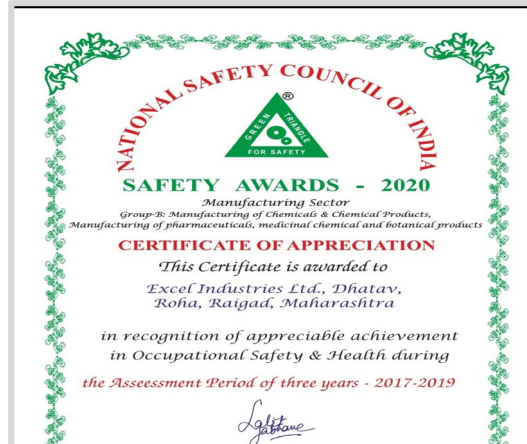 NATIONAL SAFETY COUNCIL OF INDIA
®
GREEN TRIANGLE
FOR SAFETY
SAFETY AWARDS - 2020
Manufacturing Sector
Group-B: Manufacturing of Chemicals & Chemical Products,
Manufacturing of pharmaceuticals, medicinal chemical and botanical products
CERTIFICATE OF APPRECIATION
This Certificate is awarded to
Excel Industries Ltd., Dhatav,
Roha, Raigad, Maharashtra
in recognition of appreciable achievement
in Occupational Safety & Health during
the Asseessment Period of three years - 2017-2019